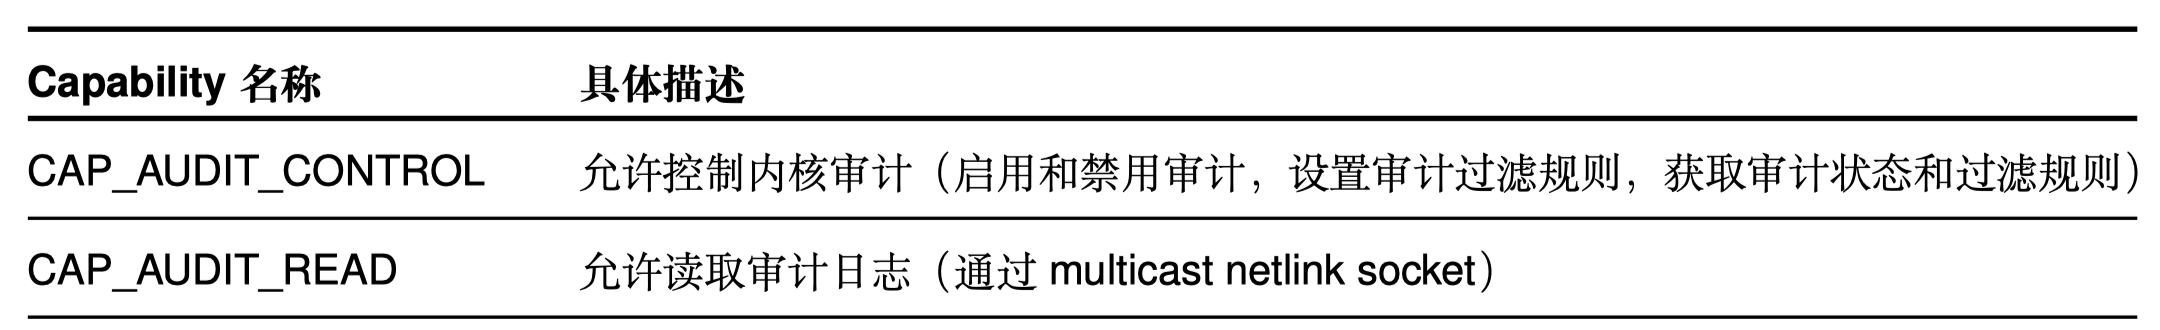 Capability 名称 具体描述
CAP_AUDIT_CONTROL 允许控制内核审计（启用和禁用审计，设置审计过滤规则，获取审计状态和过滤规则）
CAP_AUDIT_READ 允许读取审计日志（通过 multicast netlink socket）